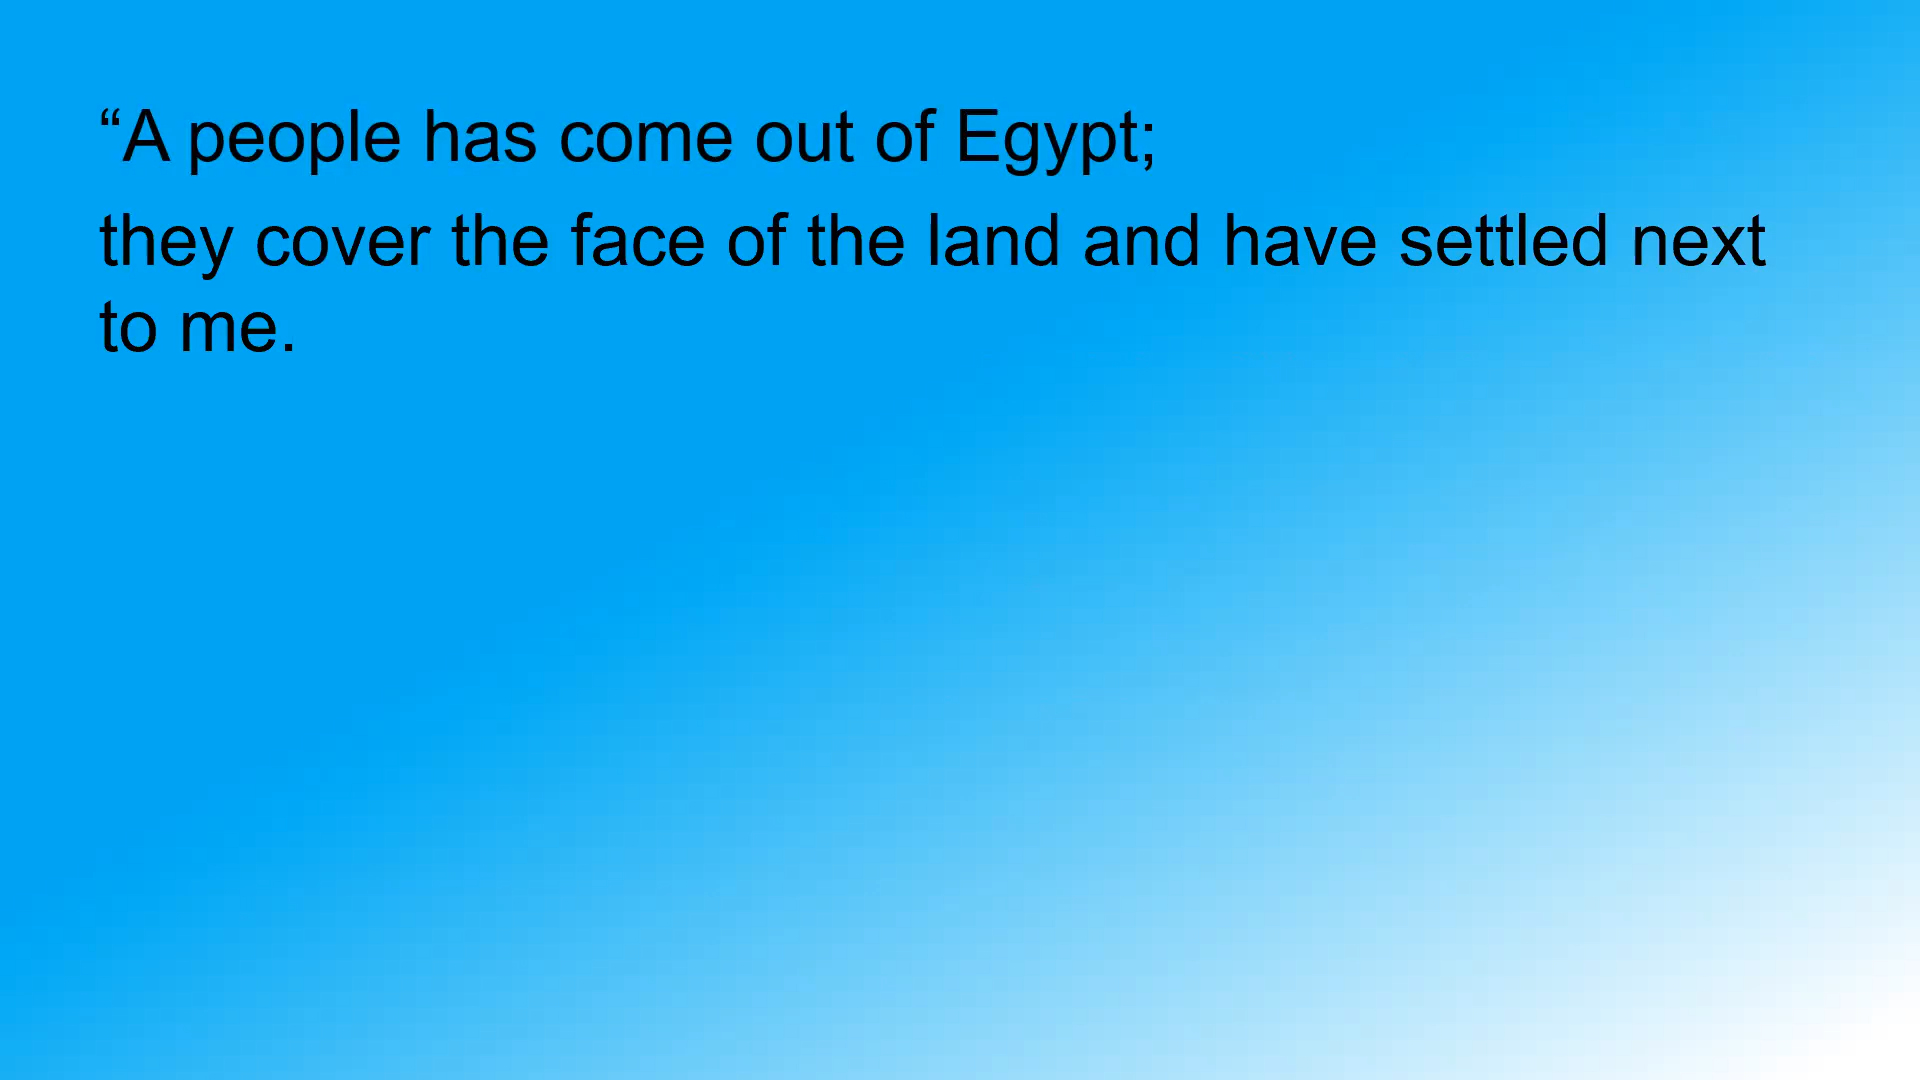 “A people has come out of Egypt;
they cover the face of the land and have settled next
to me.